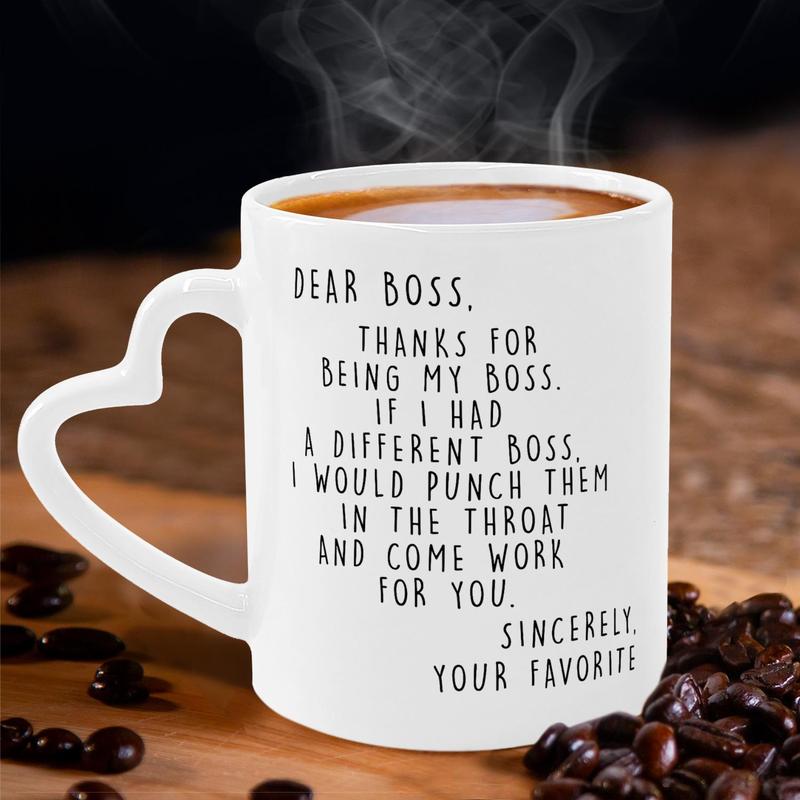 DEAR BOSS,
THANKS FOR
BEING MY BOSS.
IF I HAD
A DIFFERENT BOSS,
I WOULD PUNCH THEM
IN THE THROAT
AND COME WORK
FOR YOU.
SINCERELY,
YOUR FAVORITE